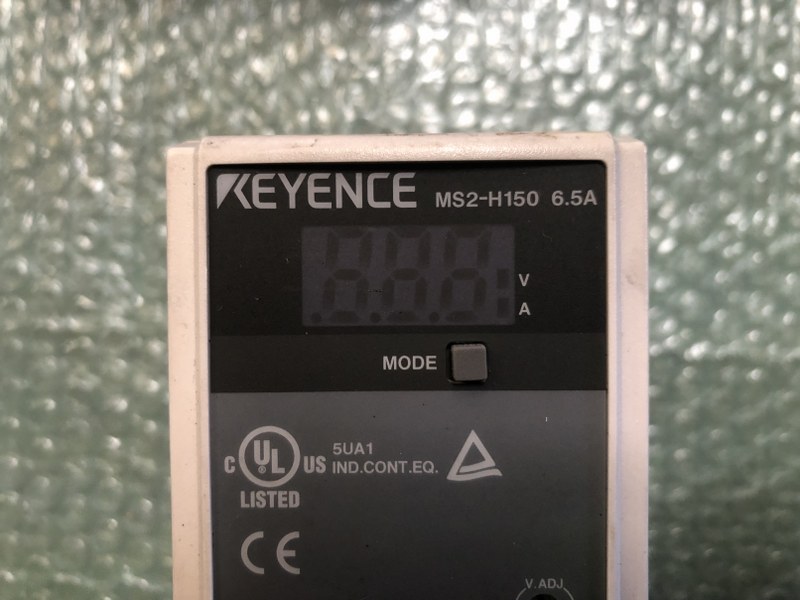 KEYENCE MS2-H150 6.5A
V
A
MODE
C UL US
LISTED
5UA1
IND.CONT.EQ.
CE
V.ADJ